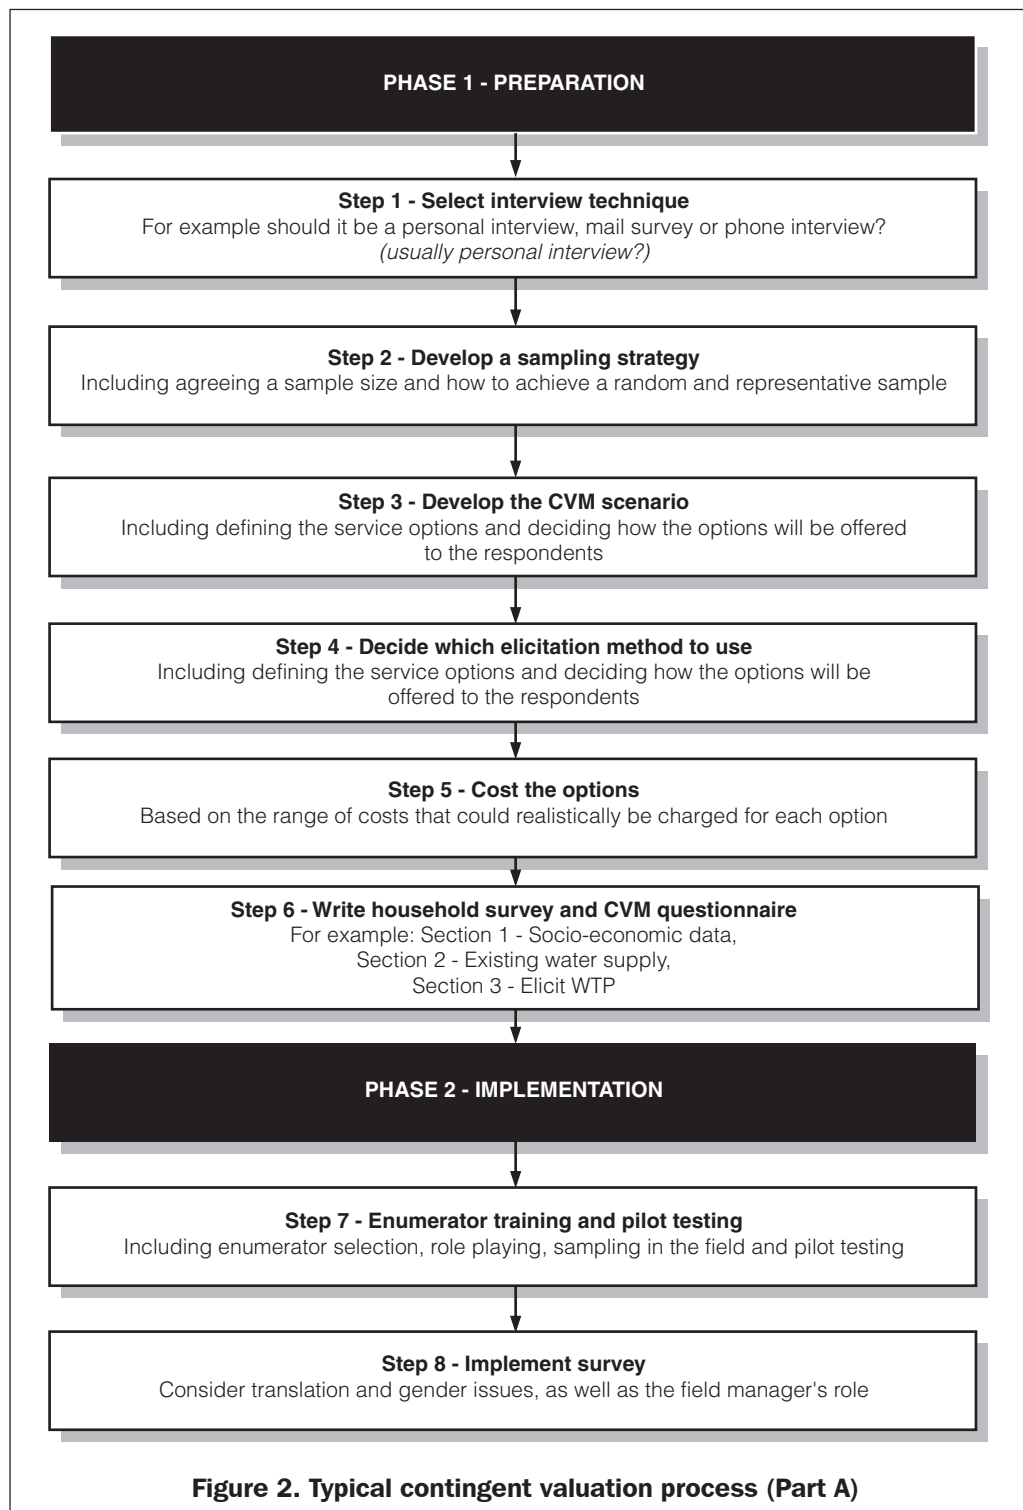 PHASE 1 - PREPARATION
Step 1 - Select interview technique
For example should it be a personal interview, mail survey or phone interview?
(usually personal interview?)
Step 2 - Develop a sampling strategy
Including agreeing a sample size and how to achieve a random and representative sample
Step 3 - Develop the CVM scenario
Including defining the service options and deciding how the options will be offered
to the respondents
Step 4 - Decide which elicitation method to use
Including defining the service options and deciding how the options will be
offered to the respondents
Step 5 - Cost the options
Based on the range of costs that could realistically be charged for each option
Step 6 - Write household survey and CVM questionnaire
For example: Section 1 - Socio-economic data,
Section 2 - Existing water supply,
Section 3 - Elicit WTP
PHASE 2 - IMPLEMENTATION
Step 7 - Enumerator training and pilot testing
Including enumerator selection, role playing, sampling in the field and pilot testing
Step 8 - Implement survey
Consider translation and gender issues, as well as the field manager's role
Figure 2. Typical contingent valuation process (Part A)